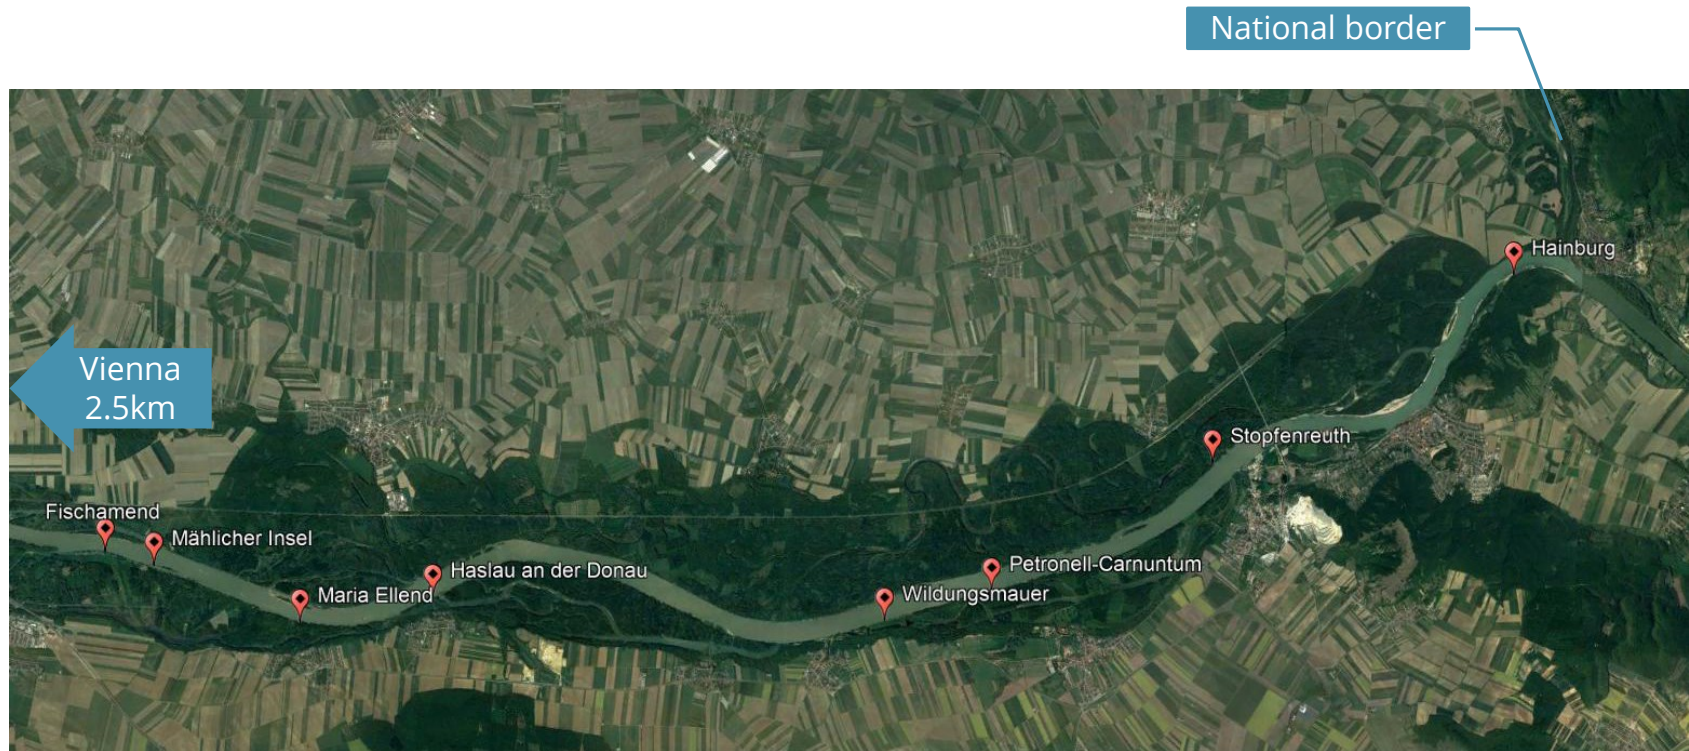 National border
Hainburg
Vienna
2.5km
Stopfenreuth
Fischamend
Mählicher Insel
Haslau an der Donau
Petronell-Carnuntum
Maria Ellend
Wildungsmauer